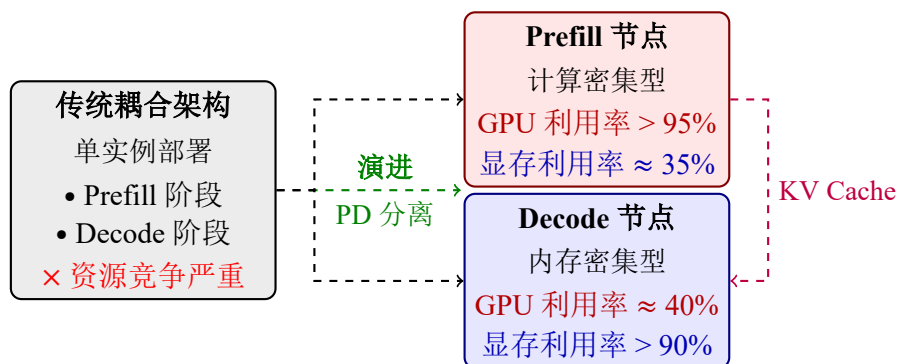 传统耦合架构
单实例部署
• Prefill 阶段
• Decode 阶段
× 资源竞争严重
演进
PD 分离
Prefill 节点
计算密集型
GPU 利用率 > 95%
显存利用率 ≈ 35%
Decode 节点
内存密集型
GPU 利用率 ≈ 40%
显存利用率 > 90%
KV Cache